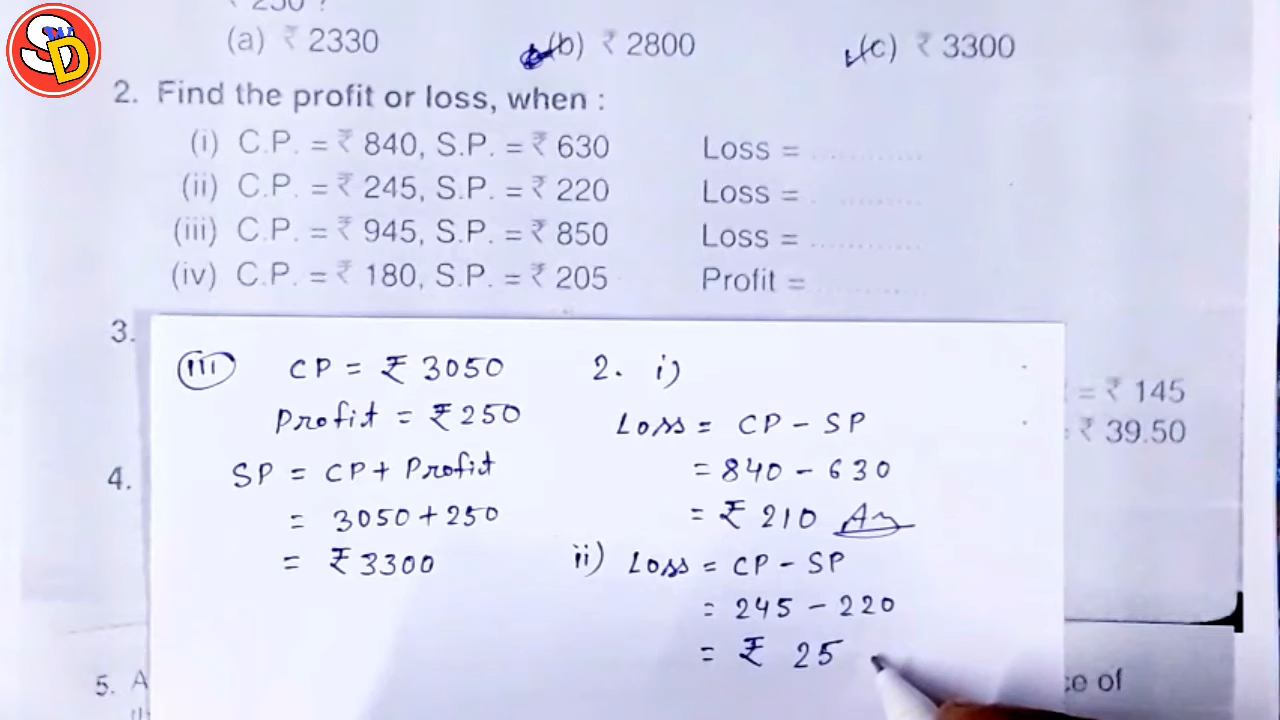 SWD
₹ 250 ?
(a) ₹ 2330 (b) ₹ 2800 (c) ₹ 3300
2. Find the profit or loss, when :
(i) C.P. = ₹ 840, S.P. = ₹ 630 Loss = ............
(ii) C.P. = ₹ 245, S.P. = ₹ 220 Loss = . .........
(iii) C.P. = ₹ 945, S.P. = ₹ 850 Loss = ............
(iv) C.P. = ₹ 180, S.P. = ₹ 205 Profit = ............
3.
= ₹ 145
= ₹ 39.50
4.
5. A
ce of
III CP = ₹ 3050
Profit = ₹ 250
SP = CP + Profit
= 3050 + 250
= ₹ 3300
2. i)
Loss = CP - SP
= 840 - 630
= ₹ 210 Ans
ii) Loss = CP - SP
= 245 - 220
= ₹ 25